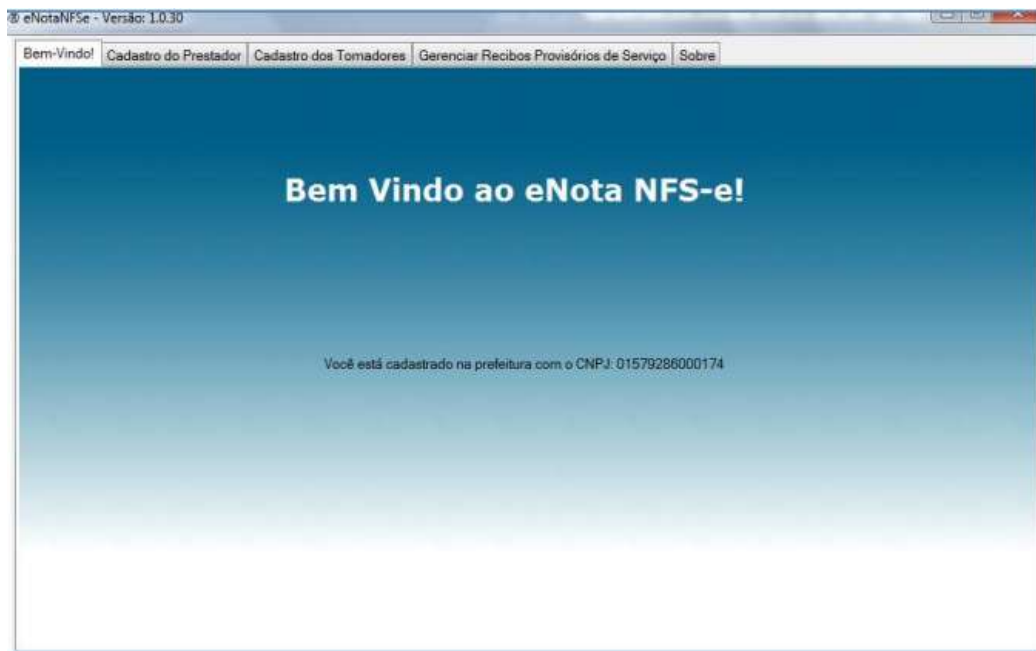 eNotaNFSe - Versão: 1.0.30
Bem-Vindo! Cadastro do Prestador Cadastro dos Tomadores Gerenciar Recibos Provisórios de Serviço Sobre
Bem Vindo ao eNota NFS-e!
Você está cadastrado na prefeitura com o CNPJ: 01579286000174